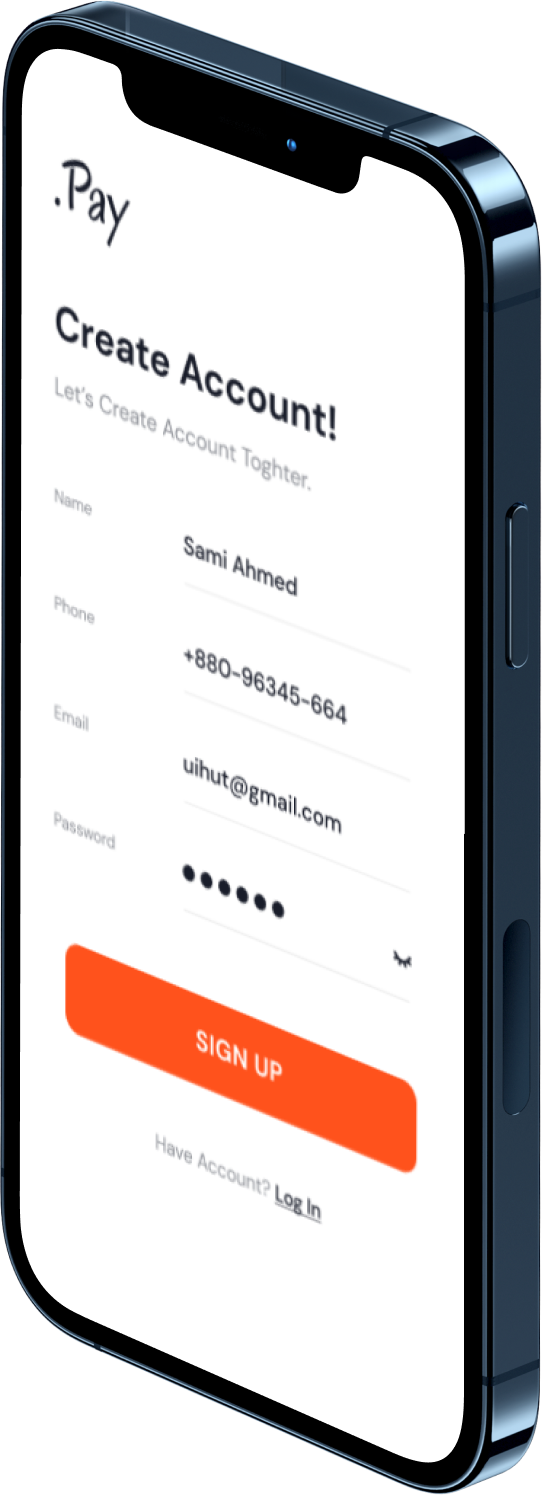 .Pay
Create Account!
Let's Create Account Toghter.
Name
Sami Ahmed
Phone
+880-96345-664
Email
uihut@gmail.com
Password
••••••
SIGN UP
Have Account? Log In